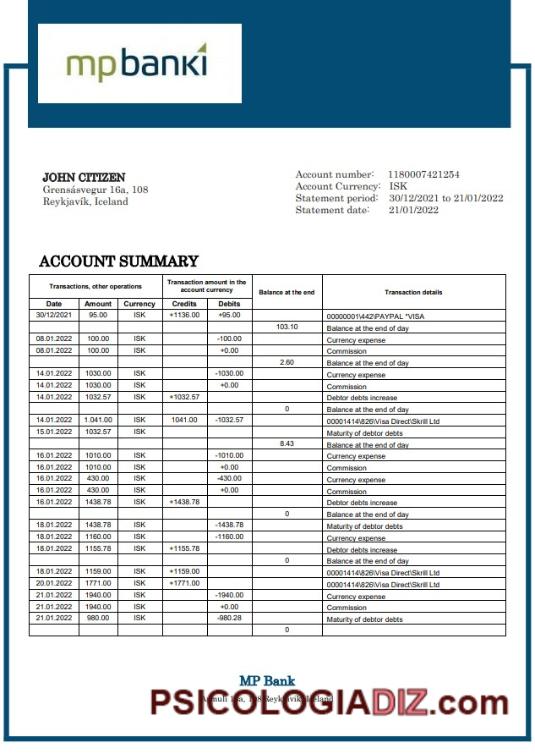 mpbanki
JOHN CITIZEN
Grensásvegur 16a, 108
Reykjavík, Iceland
Account number: 1180007421254
Account Currency: ISK
Statement period: 30/12/2021 to 21/01/2022
Statement date: 21/01/2022
ACCOUNT SUMMARY
Transactions, other operations Transaction amount in the account currency Balance at the end Transaction details
Date Amount Currency Credits Debits
30/12/2021 95.00 ISK +1136.00 +95.00 00000001\442\PAYPAL *VISA
103.10 Balance at the end of day
08.01.2022 100.00 ISK -100.00 Currency expense
08.01.2022 100.00 ISK +0.00 Commission
2.60 Balance at the end of day
14.01.2022 1030.00 ISK -1030.00 Currency expense
14.01.2022 1030.00 ISK +0.00 Commission
14.01.2022 1032.57 ISK +1032.57 Debtor debts increase
0 Balance at the end of day
14.01.2022 1.041.00 ISK 1041.00 -1032.57 00001414\826\Visa Direct\Skrill Ltd
15.01.2022 1032.57 ISK Maturity of debtor debts
8.43 Balance at the end of day
16.01.2022 1010.00 ISK -1010.00 Currency expense
16.01.2022 1010.00 ISK +0.00 Commission
16.01.2022 430.00 ISK -430.00 Currency expense
16.01.2022 430.00 ISK +0.00 Commission
16.01.2022 1438.78 ISK +1438.78 Debtor debts increase
0 Balance at the end of day
18.01.2022 1438.78 ISK -1438.78 Maturity of debtor debts
18.01.2022 1160.00 ISK -1160.00 Currency expense
18.01.2022 1155.78 ISK +1155.78 Debtor debts increase
0 Balance at the end of day
18.01.2022 1159.00 ISK +1159.00 00001414\826\Visa Direct\Skrill Ltd
20.01.2022 1771.00 ISK +1771.00 00001414\826\Visa Direct\Skrill Ltd
21.01.2022 1940.00 ISK -1940.00 Currency expense
21.01.2022 1940.00 ISK +0.00 Commission
21.01.2022 980.00 ISK -980.28 Maturity of debtor debts
0
MP Bank
PSICOLOGIADIZ.com